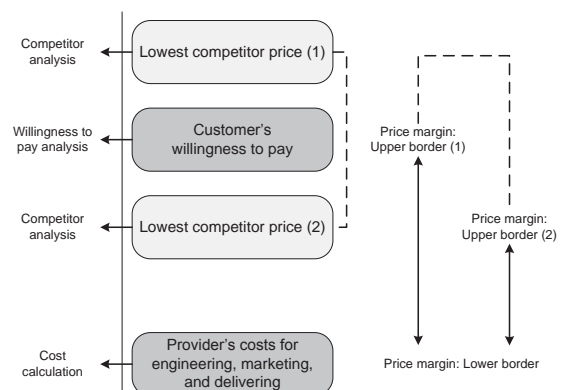 Competitor
analysis
Lowest competitor price (1)
Willingness to
pay analysis
Customer's
willingness to pay
Price margin:
Upper border (1)
Competitor
analysis
Lowest competitor price (2)
Price margin:
Upper border (2)
Cost
calculation
Provider's costs for
engineering, marketing,
and delivering
Price margin: Lower border